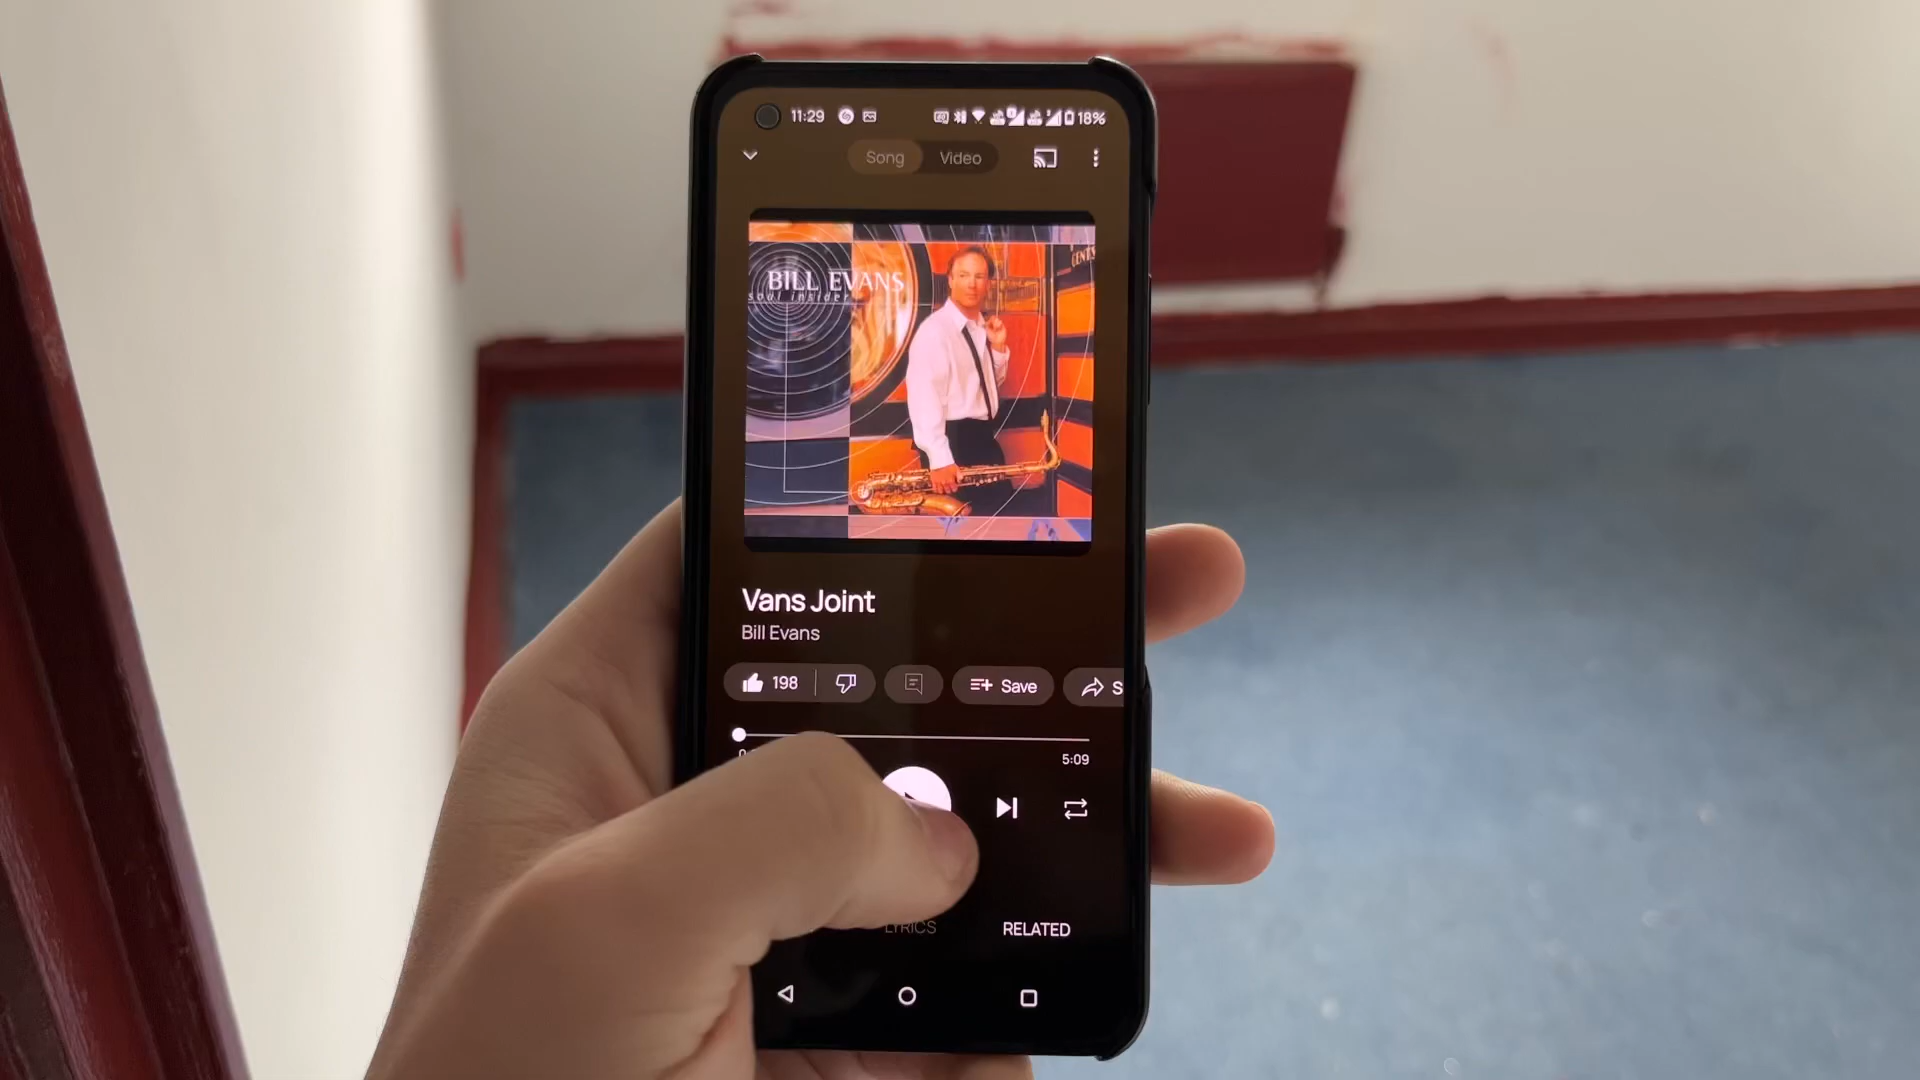 11:29
18%
Song Video
GENTS
BILL EVANS
soul insider
Vans Joint
Bill Evans
198
Save
5:09
LYRICS
RELATED